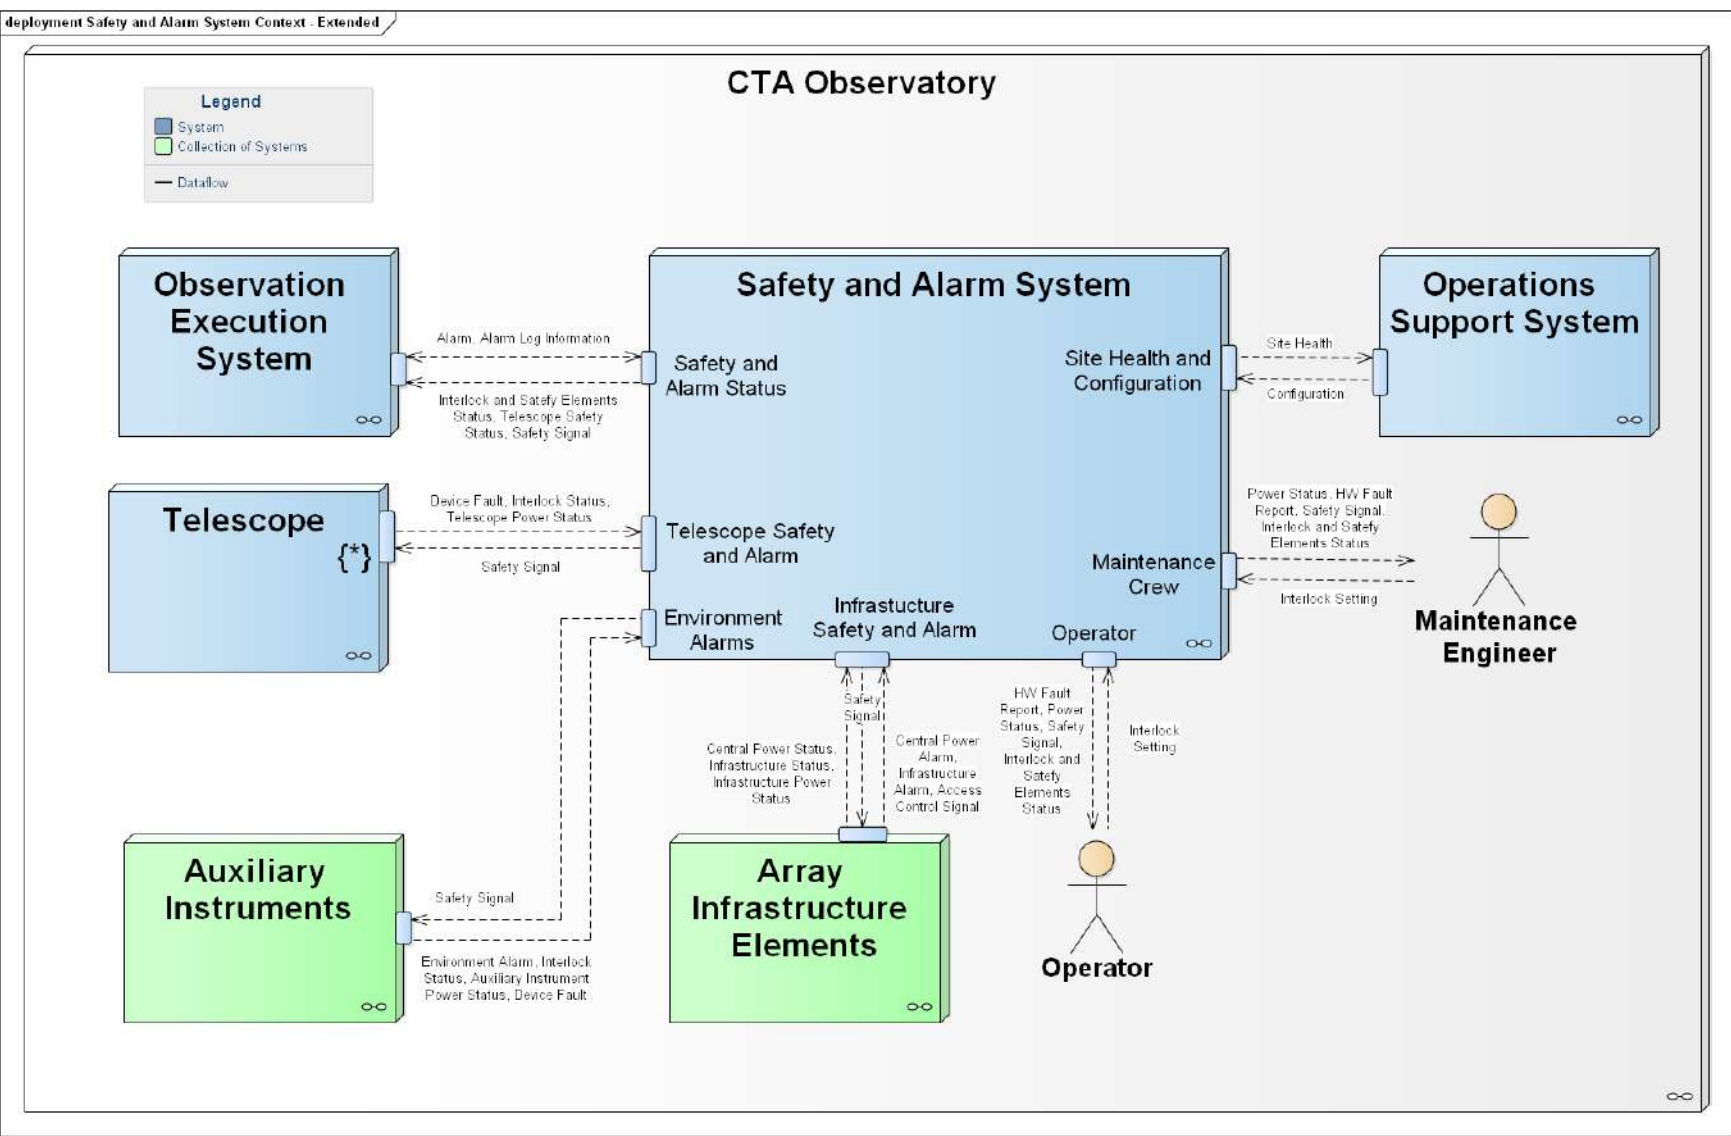 deployment Safety and Alarm System Context - Extended
CTA Observatory
Legend
System
Collection of Systems
Dataflow
Observation
Execution
System
Alarm, Alarm Log Information
Interlock and Satefy Elements
Status, Telescope Safety
Status, Safety Signal
Safety and Alarm System
Safety and
Alarm Status
Site Health and
Configuration
Site Health
Configuration
Operations
Support System
Telescope
{*}
Device Fault, Interlock Status,
Telescope Power Status
Safety Signal
Telescope Safety
and Alarm
Environment
Alarms
Infrastucture
Safety and Alarm
Operator
Maintenance
Crew
Power Status, HW Fault
Report, Safety Signal,
Interlock and Satefy
Elements Status
Interlock Setting
Maintenance
Engineer
Safety
Signal
Central Power Status,
Infrastructure Status,
Infrastructure Power
Status
Central Power
Alarm,
Infrastructure
Alarm, Access
Control Signal
HW Fault
Report, Power
Status, Safety
Signal,
Interlock and
Satefy
Elements
Status
Interlock
Setting
Auxiliary
Instruments
Safety Signal
Environment Alarm, Interlock
Status, Auxiliary Instrument
Power Status, Device Fault
Array
Infrastructure
Elements
Operator